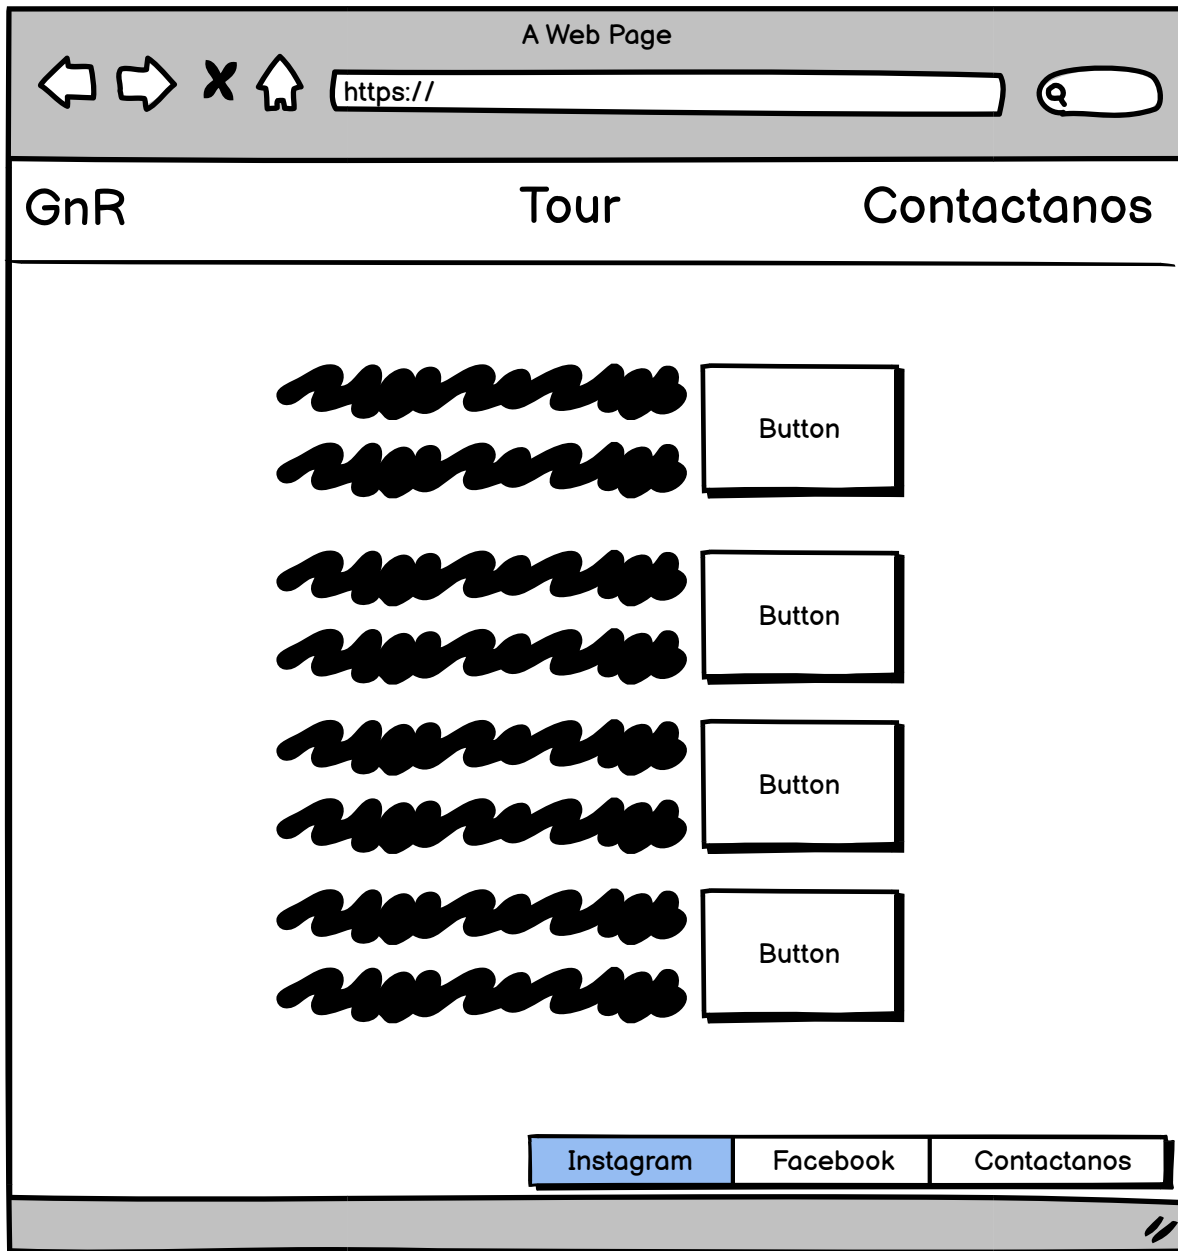 A Web Page
https://
GnR Tour Contactanos
Button
Button
Button
Button
Instagram Facebook Contactanos